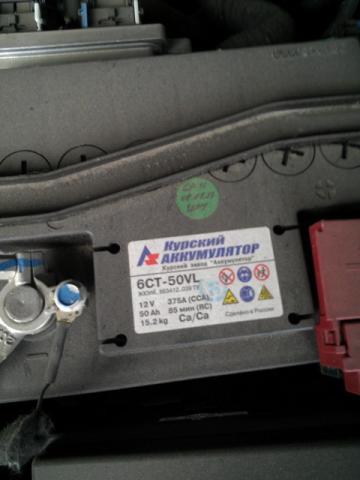 Курский
АККУМУЛЯТОР
Курский завод "Аккумулятор"
6СТ-50VL
12 V 375A (CCA)
50 Ah 85 мин (RC)
15.2 kg Ca/Ca
Сделано в России